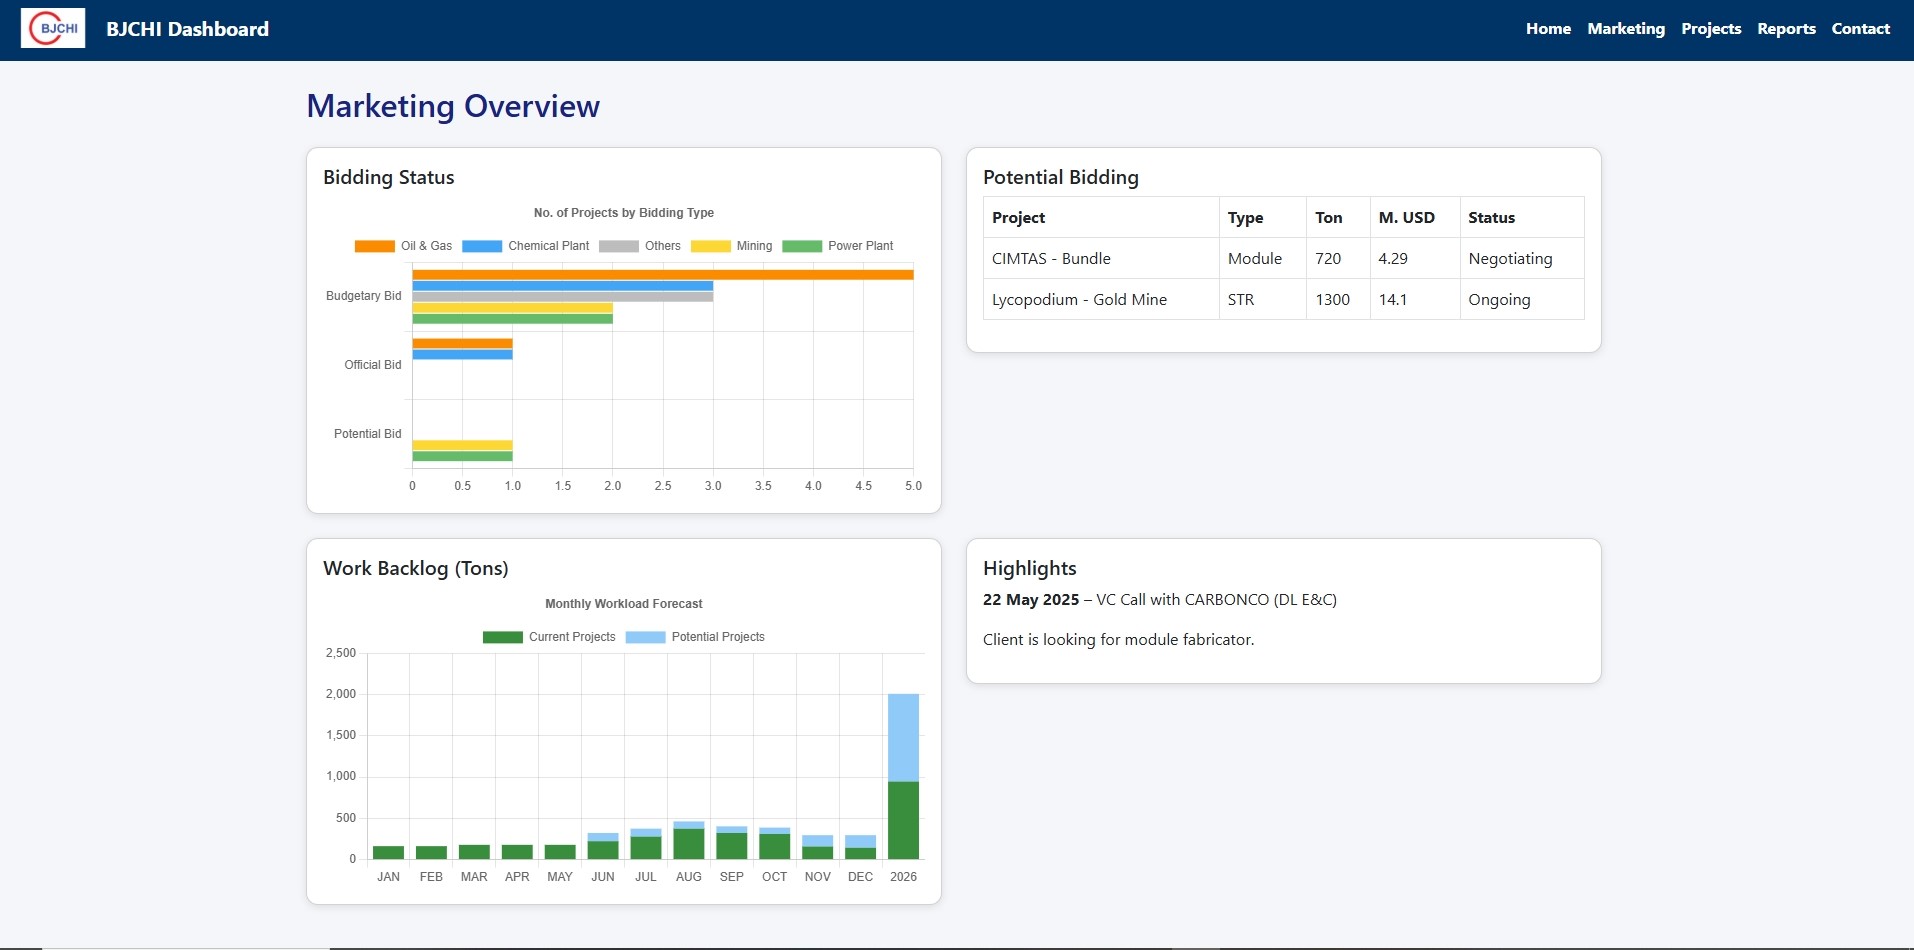 BJCHI BJCHI Dashboard Home Marketing Projects Reports Contact
Marketing Overview
Bidding Status
No. of Projects by Bidding Type
Oil & Gas Chemical Plant Others Mining Power Plant
Budgetary Bid
Official Bid
Potential Bid
0 0.5 1.0 1.5 2.0 2.5 3.0 3.5 4.0 4.5 5.0
Potential Bidding
Project Type Ton M. USD Status
CIMTAS - Bundle Module 720 4.29 Negotiating
Lycopodium - Gold Mine STR 1300 14.1 Ongoing
Work Backlog (Tons)
Monthly Workload Forecast
Current Projects Potential Projects
2,500
2,000
1,500
1,000
500
0
JAN FEB MAR APR MAY JUN JUL AUG SEP OCT NOV DEC 2026
Highlights
22 May 2025 – VC Call with CARBONCO (DL E&C)
Client is looking for module fabricator.